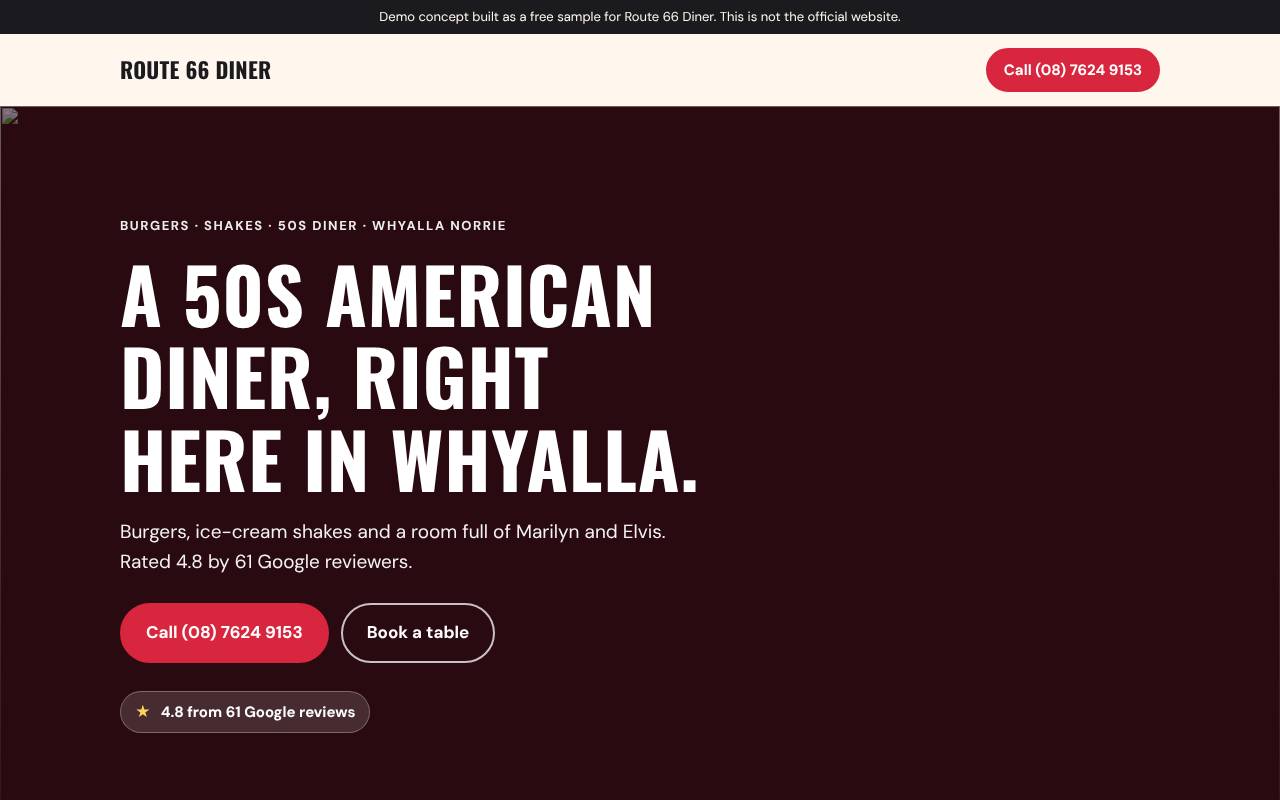 Demo concept built as a free sample for Route 66 Diner. This is not the official website.
ROUTE 66 DINER
Call (08) 7624 9153
BURGERS · SHAKES · 50S DINER · WHYALLA NORRIE
A 50S AMERICAN
DINER, RIGHT
HERE IN WHYALLA.
Burgers, ice-cream shakes and a room full of Marilyn and Elvis.
Rated 4.8 by 61 Google reviewers.
Call (08) 7624 9153
Book a table
★ 4.8 from 61 Google reviews